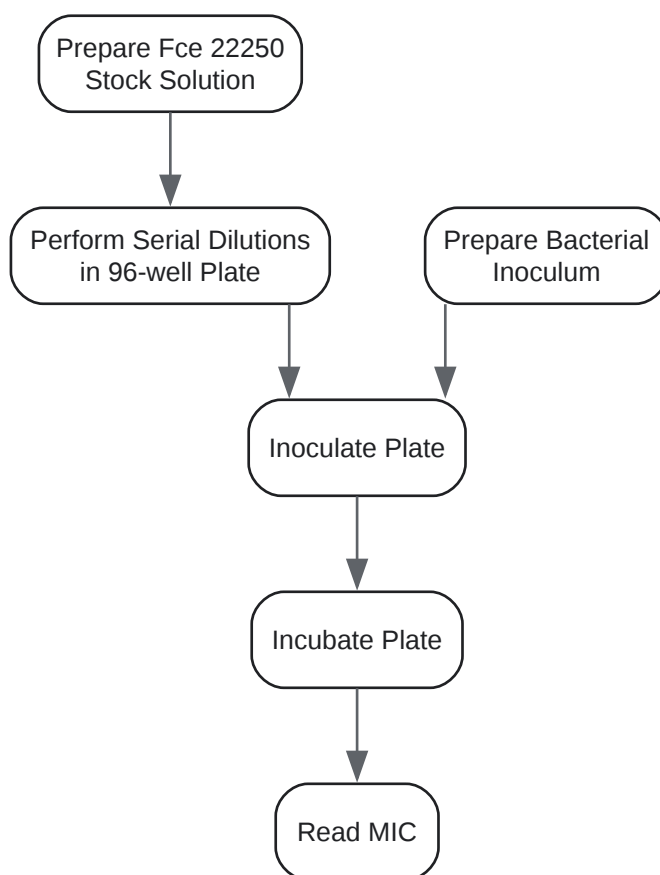 Prepare Fce 22250
Stock Solution
Perform Serial Dilutions
in 96-well Plate
Prepare Bacterial
Inoculum
Inoculate Plate
Incubate Plate
Read MIC